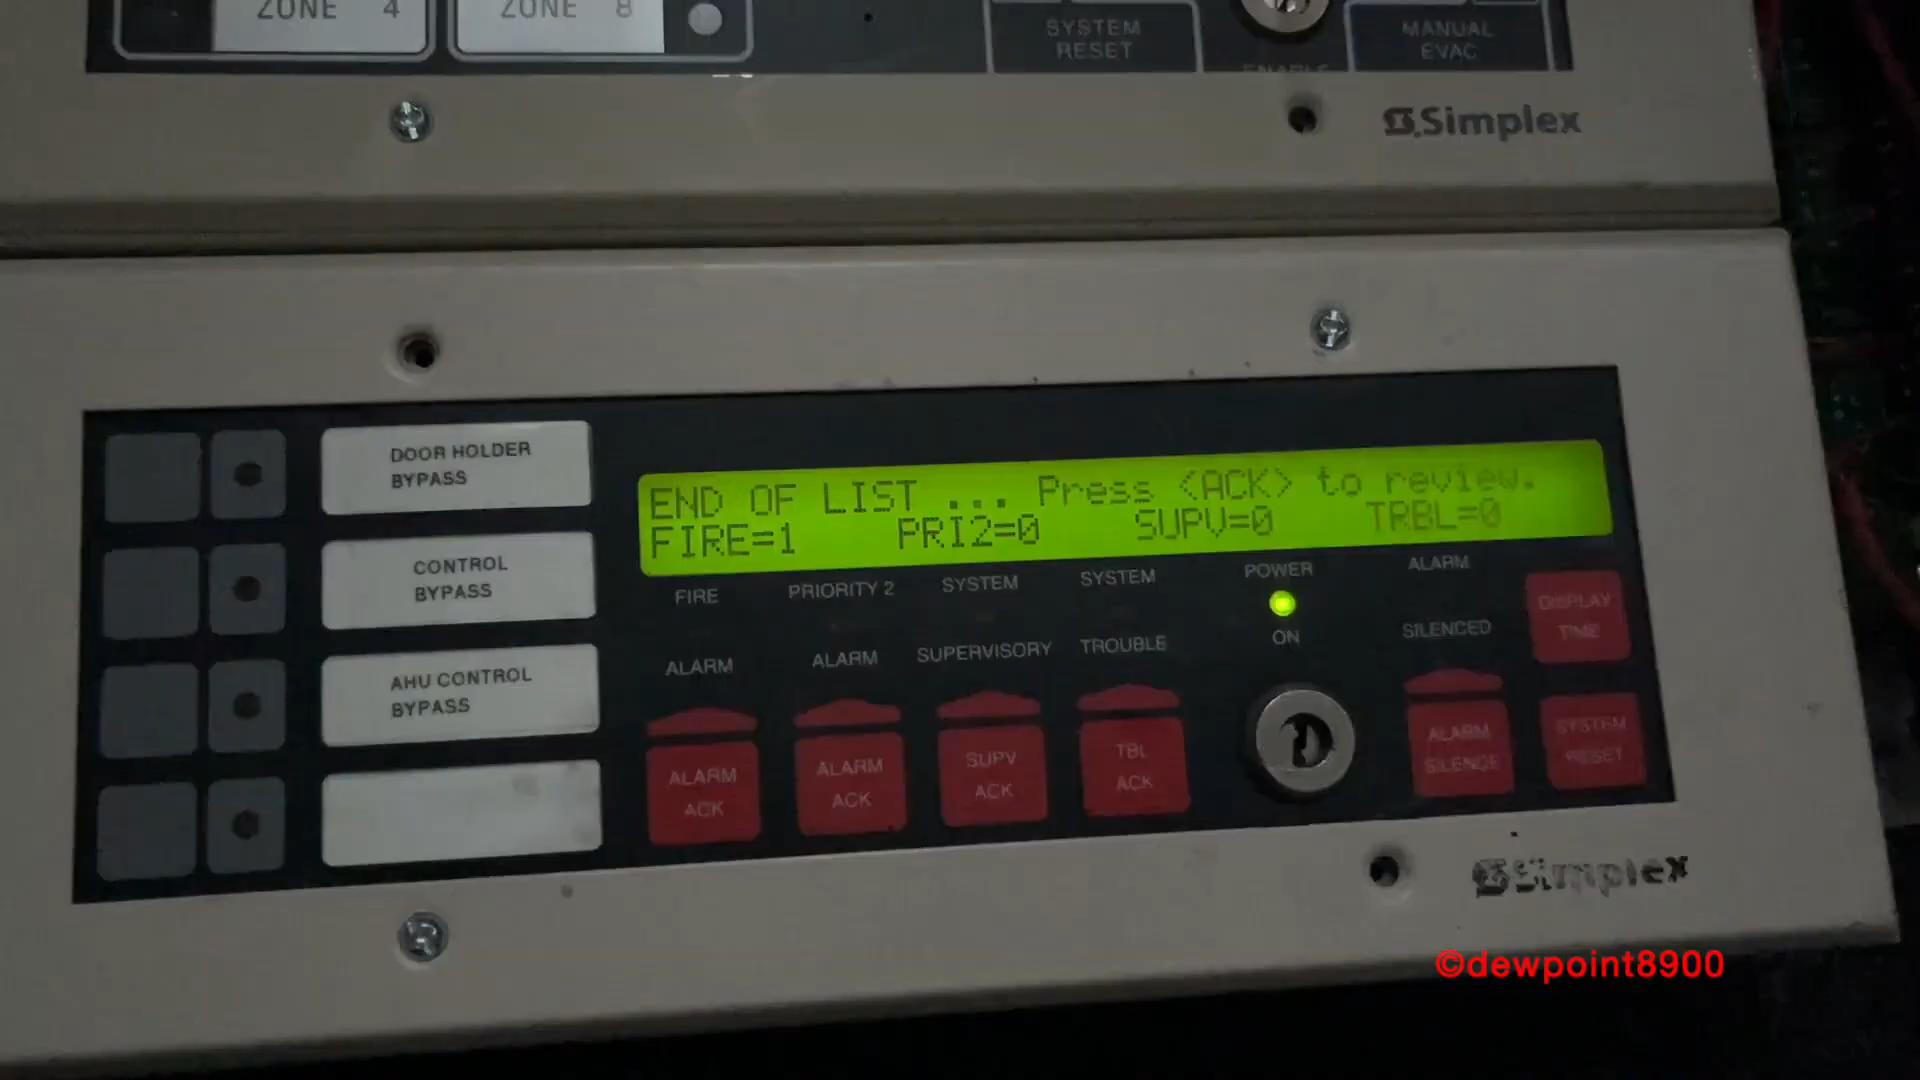 ZONE 4
ZONE 8
SYSTEM
RESET
MANUAL
EVAC
ENABLE
Simplex
DOOR HOLDER
BYPASS
CONTROL
BYPASS
AHU CONTROL
BYPASS
END OF LIST ... Press <ACK> to review.
FIRE=1 PRI2=0 SUPV=0 TRBL=0
FIRE
ALARM
PRIORITY 2
ALARM
SYSTEM
SUPERVISORY
SYSTEM
TROUBLE
POWER
ON
ALARM
SILENCED
DISPLAY
TIME
ALARM
ACK
ALARM
ACK
SUPV
ACK
TBL
ACK
ALARM
SILENCE
SYSTEM
RESET
Simplex
©dewpoint8900